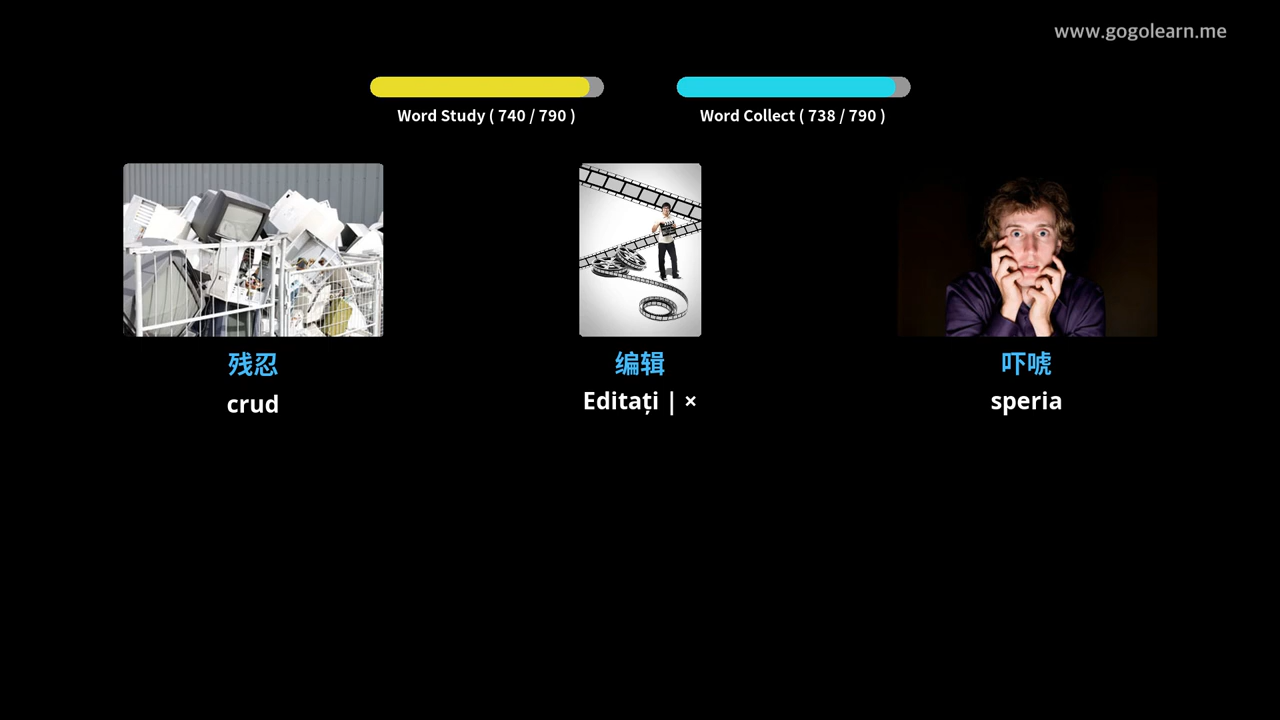 www.gogolearn.me
Word Study ( 740 / 790 )
Word Collect ( 738 / 790 )
残忍
编辑
吓唬
crud
Editați | ×
speria